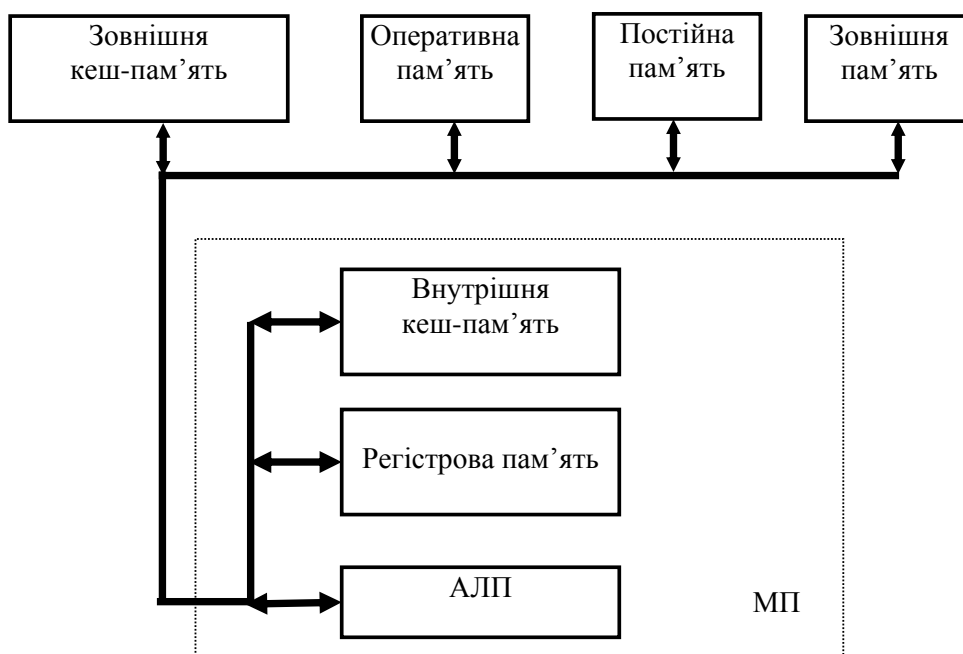 Зовнішня
кеш-пам’ять
Оперативна
пам’ять
Постійна
пам’ять
Зовнішня
пам’ять
Внутрішня
кеш-пам’ять
Регістрова пам’ять
АЛП
МП